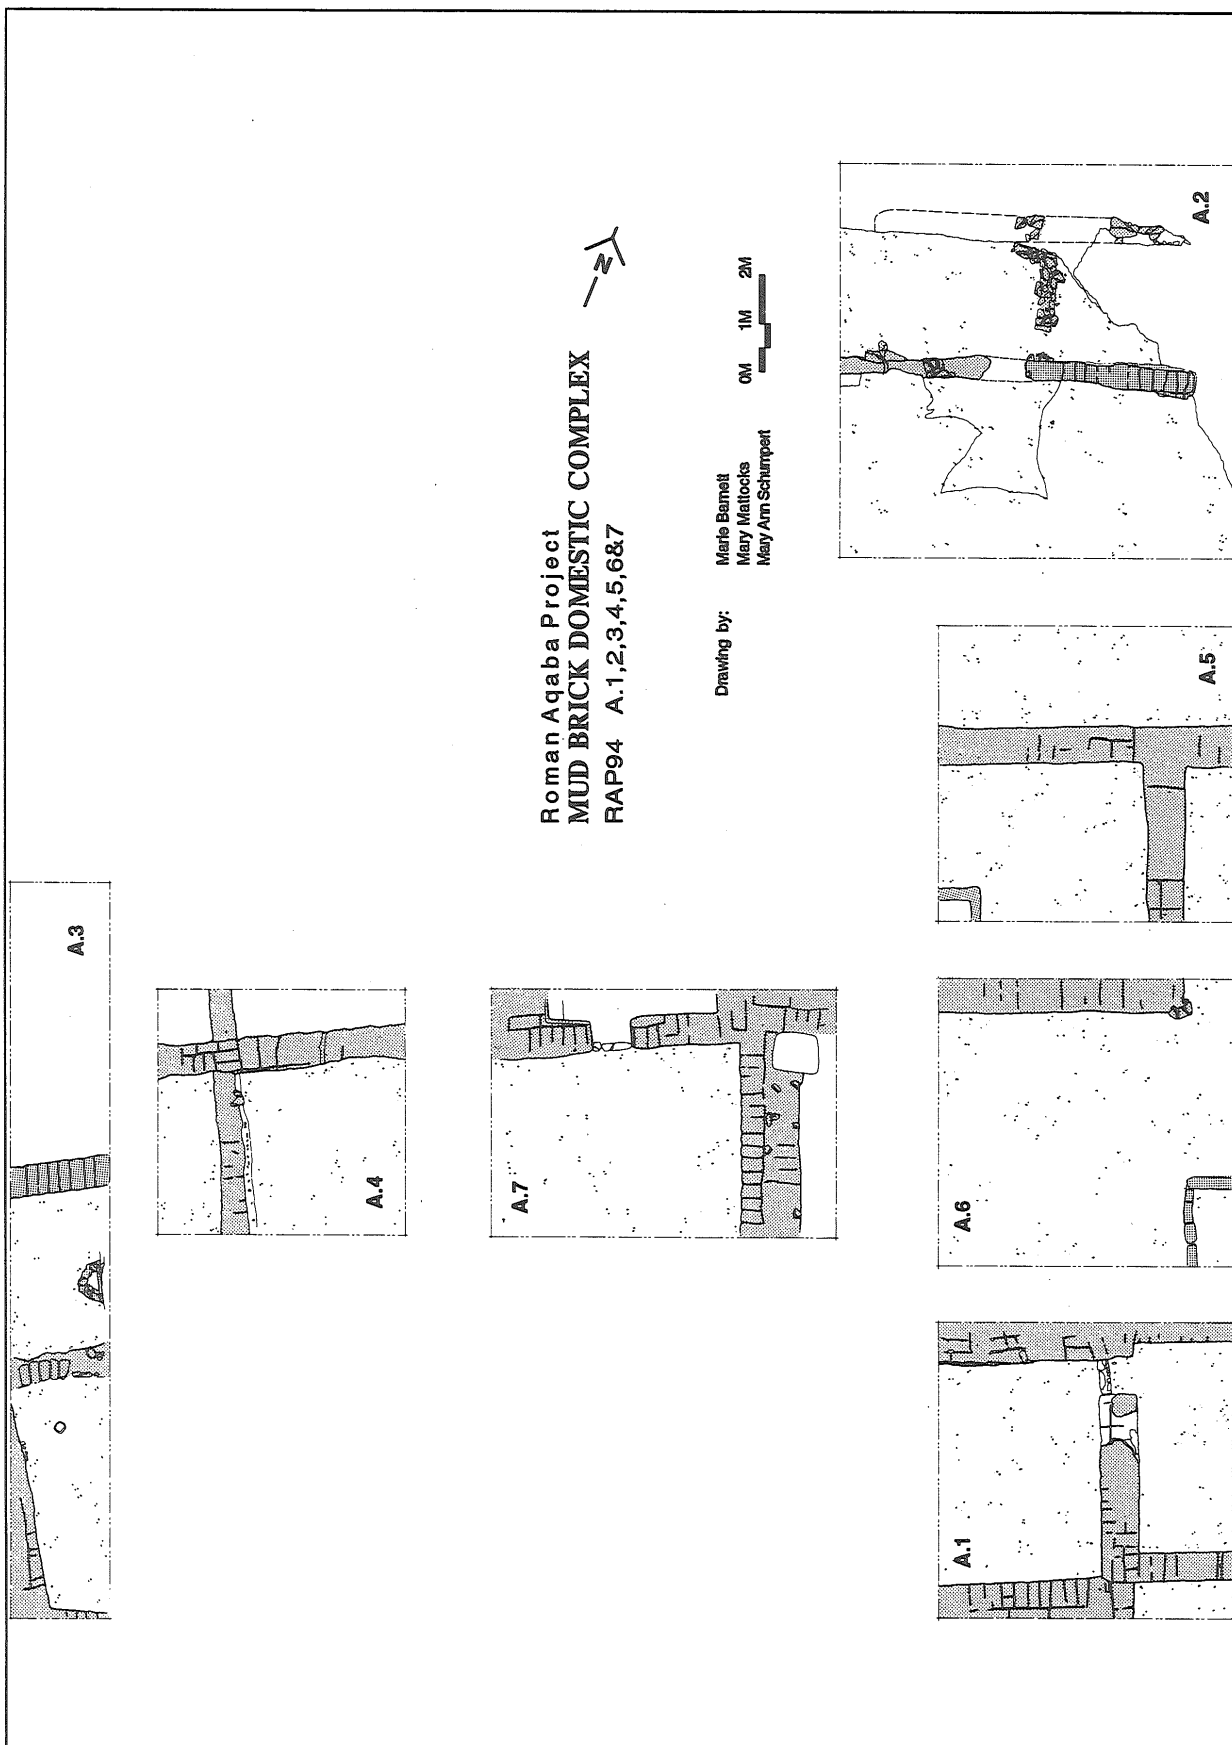 Roman Aqaba Project
MUD BRICK DOMESTIC COMPLEX
RAP94 A.1,2,3,4,5,6&7
N
Drawing by: Marie Barnett
Mary Mattocks
Mary Ann Schumpert
0M 1M 2M
A.3
A.4
A.7
A.1
A.6
A.5
A.2